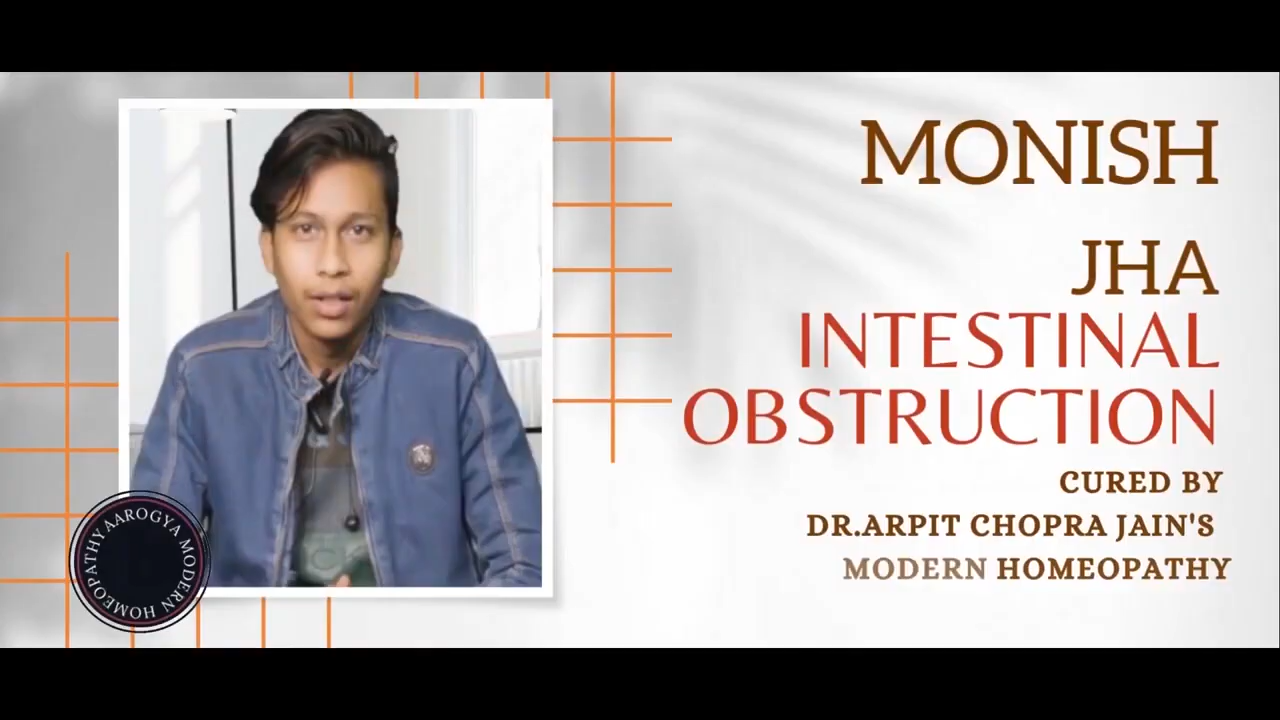 MONISH
JHA
INTESTINAL
OBSTRUCTION
CURED BY
DR.ARPIT CHOPRA JAIN'S
MODERN HOMEOPATHY
AAROGYA MODERN HOMEOPATHY